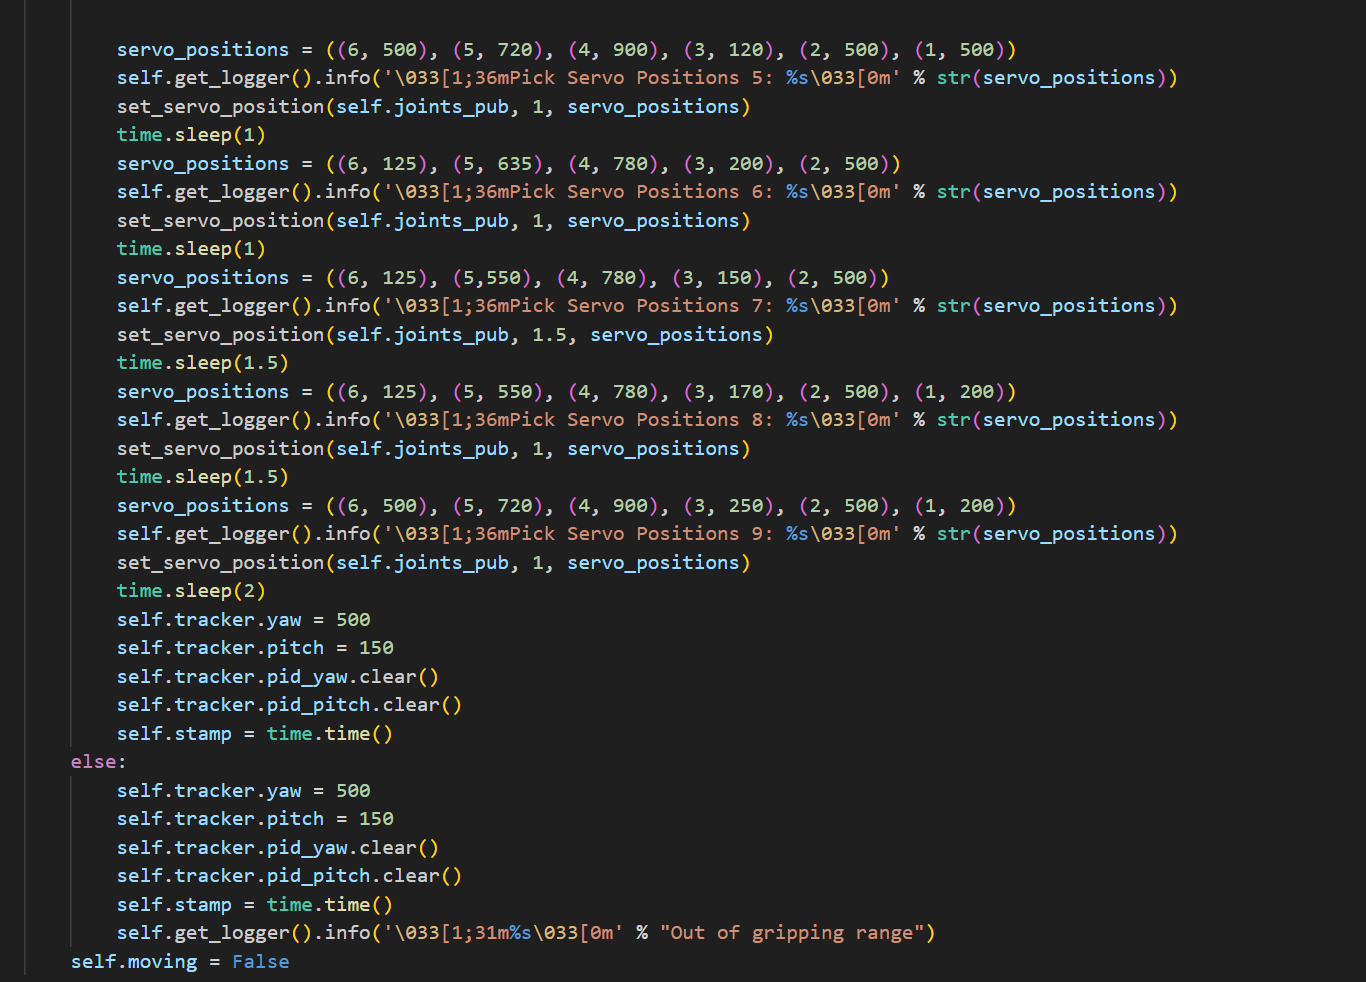 servo_positions = ((6, 500), (5, 720), (4, 900), (3, 120), (2, 500), (1, 500))
self.get_logger().info('\033[1;36mPick Servo Positions 5: %s\033[0m' % str(servo_positions))
set_servo_position(self.joints_pub, 1, servo_positions)
time.sleep(1)
servo_positions = ((6, 125), (5, 635), (4, 780), (3, 200), (2, 500))
self.get_logger().info('\033[1;36mPick Servo Positions 6: %s\033[0m' % str(servo_positions))
set_servo_position(self.joints_pub, 1, servo_positions)
time.sleep(1)
servo_positions = ((6, 125), (5,550), (4, 780), (3, 150), (2, 500))
self.get_logger().info('\033[1;36mPick Servo Positions 7: %s\033[0m' % str(servo_positions))
set_servo_position(self.joints_pub, 1.5, servo_positions)
time.sleep(1.5)
servo_positions = ((6, 125), (5, 550), (4, 780), (3, 170), (2, 500), (1, 200))
self.get_logger().info('\033[1;36mPick Servo Positions 8: %s\033[0m' % str(servo_positions))
set_servo_position(self.joints_pub, 1, servo_positions)
time.sleep(1.5)
servo_positions = ((6, 500), (5, 720), (4, 900), (3, 250), (2, 500), (1, 200))
self.get_logger().info('\033[1;36mPick Servo Positions 9: %s\033[0m' % str(servo_positions))
set_servo_position(self.joints_pub, 1, servo_positions)
time.sleep(2)
self.tracker.yaw = 500
self.tracker.pitch = 150
self.tracker.pid_yaw.clear()
self.tracker.pid_pitch.clear()
self.stamp = time.time()
else:
self.tracker.yaw = 500
self.tracker.pitch = 150
self.tracker.pid_yaw.clear()
self.tracker.pid_pitch.clear()
self.stamp = time.time()
self.get_logger().info('\033[1;31m%s\033[0m' % "Out of gripping range")
self.moving = False